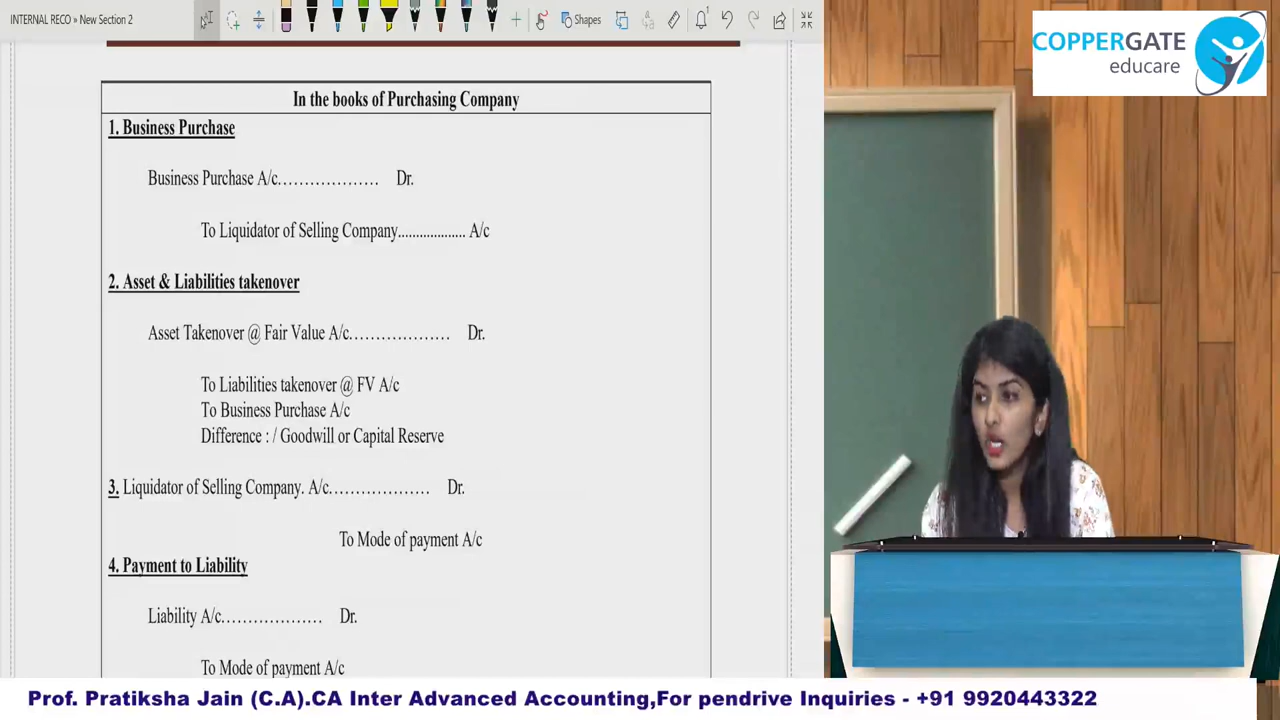 INTERNAL RECO » New Section 2
Shapes
COPPERGATE
educare
In the books of Purchasing Company
1. Business Purchase
Business Purchase A/c................... Dr.
To Liquidator of Selling Company................... A/c
2. Asset & Liabilities takenover
Asset Takenover @ Fair Value A/c................... Dr.
To Liabilities takenover @ FV A/c
To Business Purchase A/c
Difference : / Goodwill or Capital Reserve
3. Liquidator of Selling Company. A/c................... Dr.
To Mode of payment A/c
4. Payment to Liability
Liability A/c................... Dr.
To Mode of payment A/c
Prof. Pratiksha Jain (C.A).CA Inter Advanced Accounting,For pendrive Inquiries - +91 9920443322